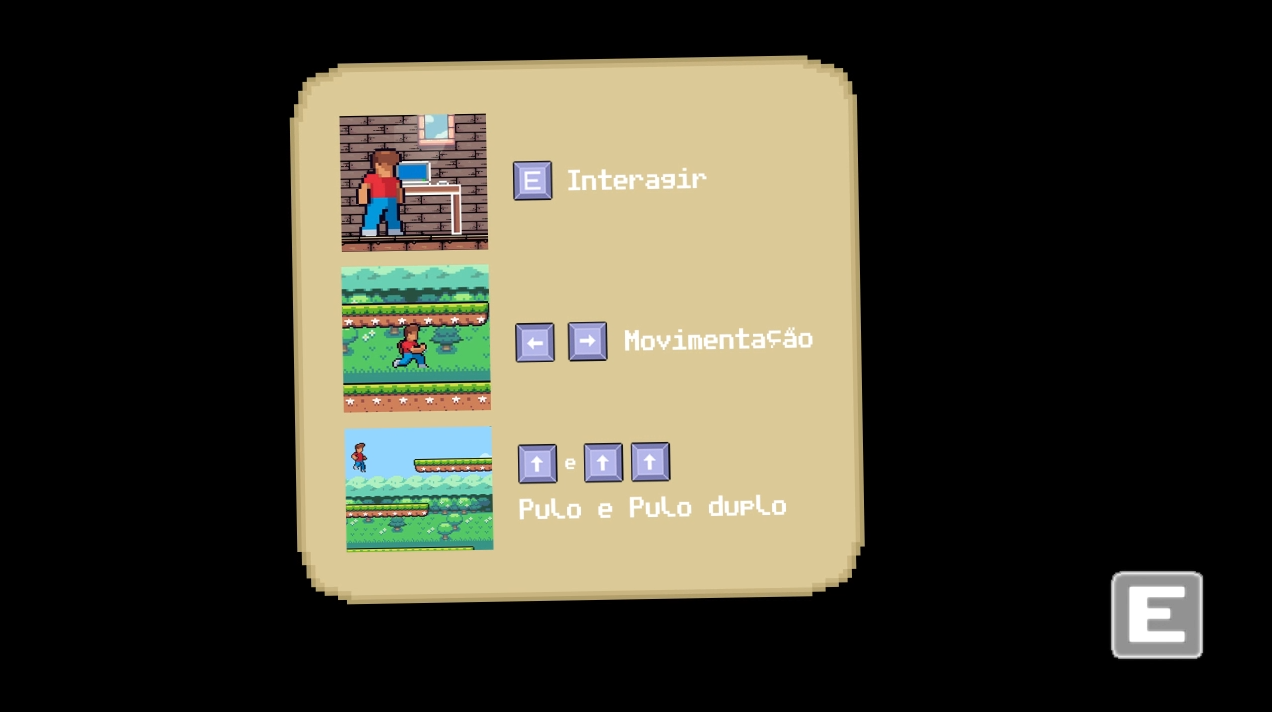 E Interagir
← → Movimentação
↑ e ↑ ↑
Pulo e Pulo duplo
E